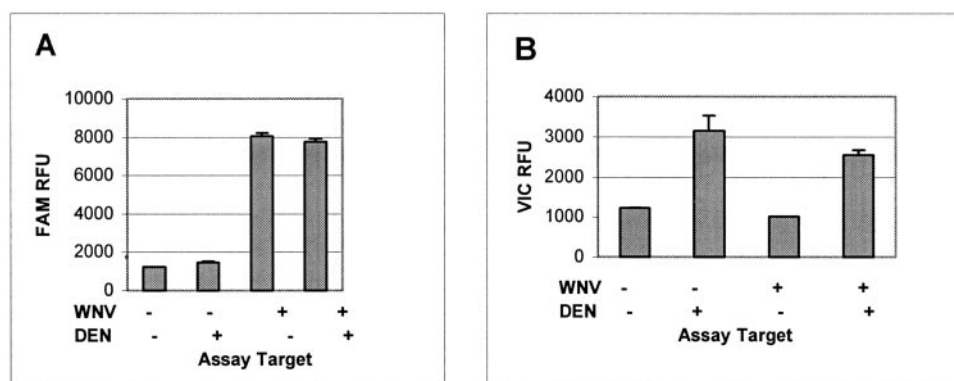 A
FAM RFU
10000
8000
6000
4000
2000
0
WNV - - + +
DEN - + - +
Assay Target
B
VIC RFU
4000
3000
2000
1000
0
WNV - - + +
DEN - + - +
Assay Target